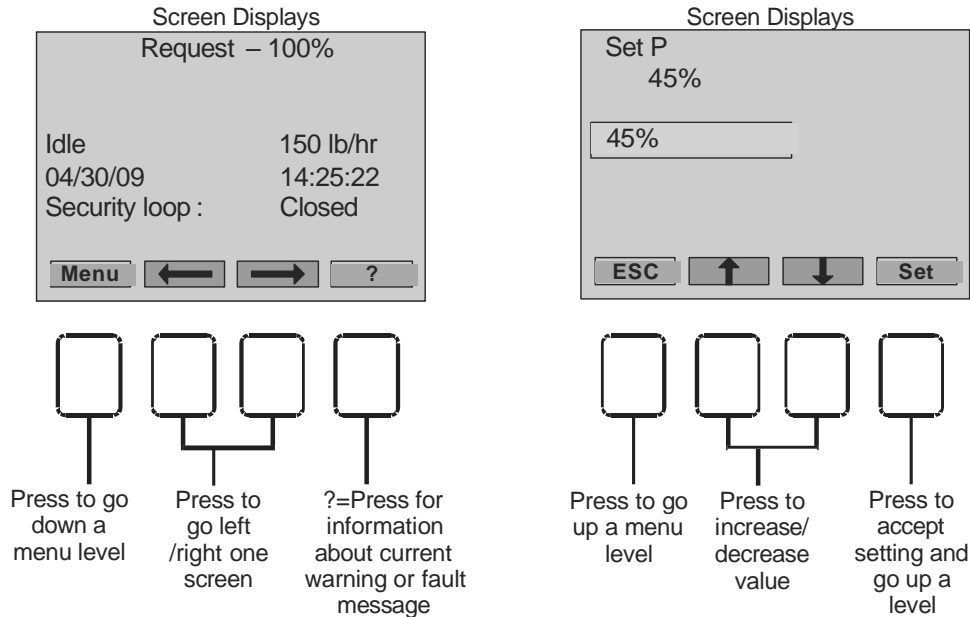 Screen Displays
Request – 100%
Idle 150 lb/hr
04/30/09 14:25:22
Security loop : Closed
Menu ?
Press to go
down a
menu level
Press to
go left
/right one
screen
?=Press for
information
about current
warning or fault
message
Screen Displays
Set P
45%
45%
ESC Set
Press to go
up a menu
level
Press to
increase/
decrease
value
Press to
accept
setting and
go up a
level